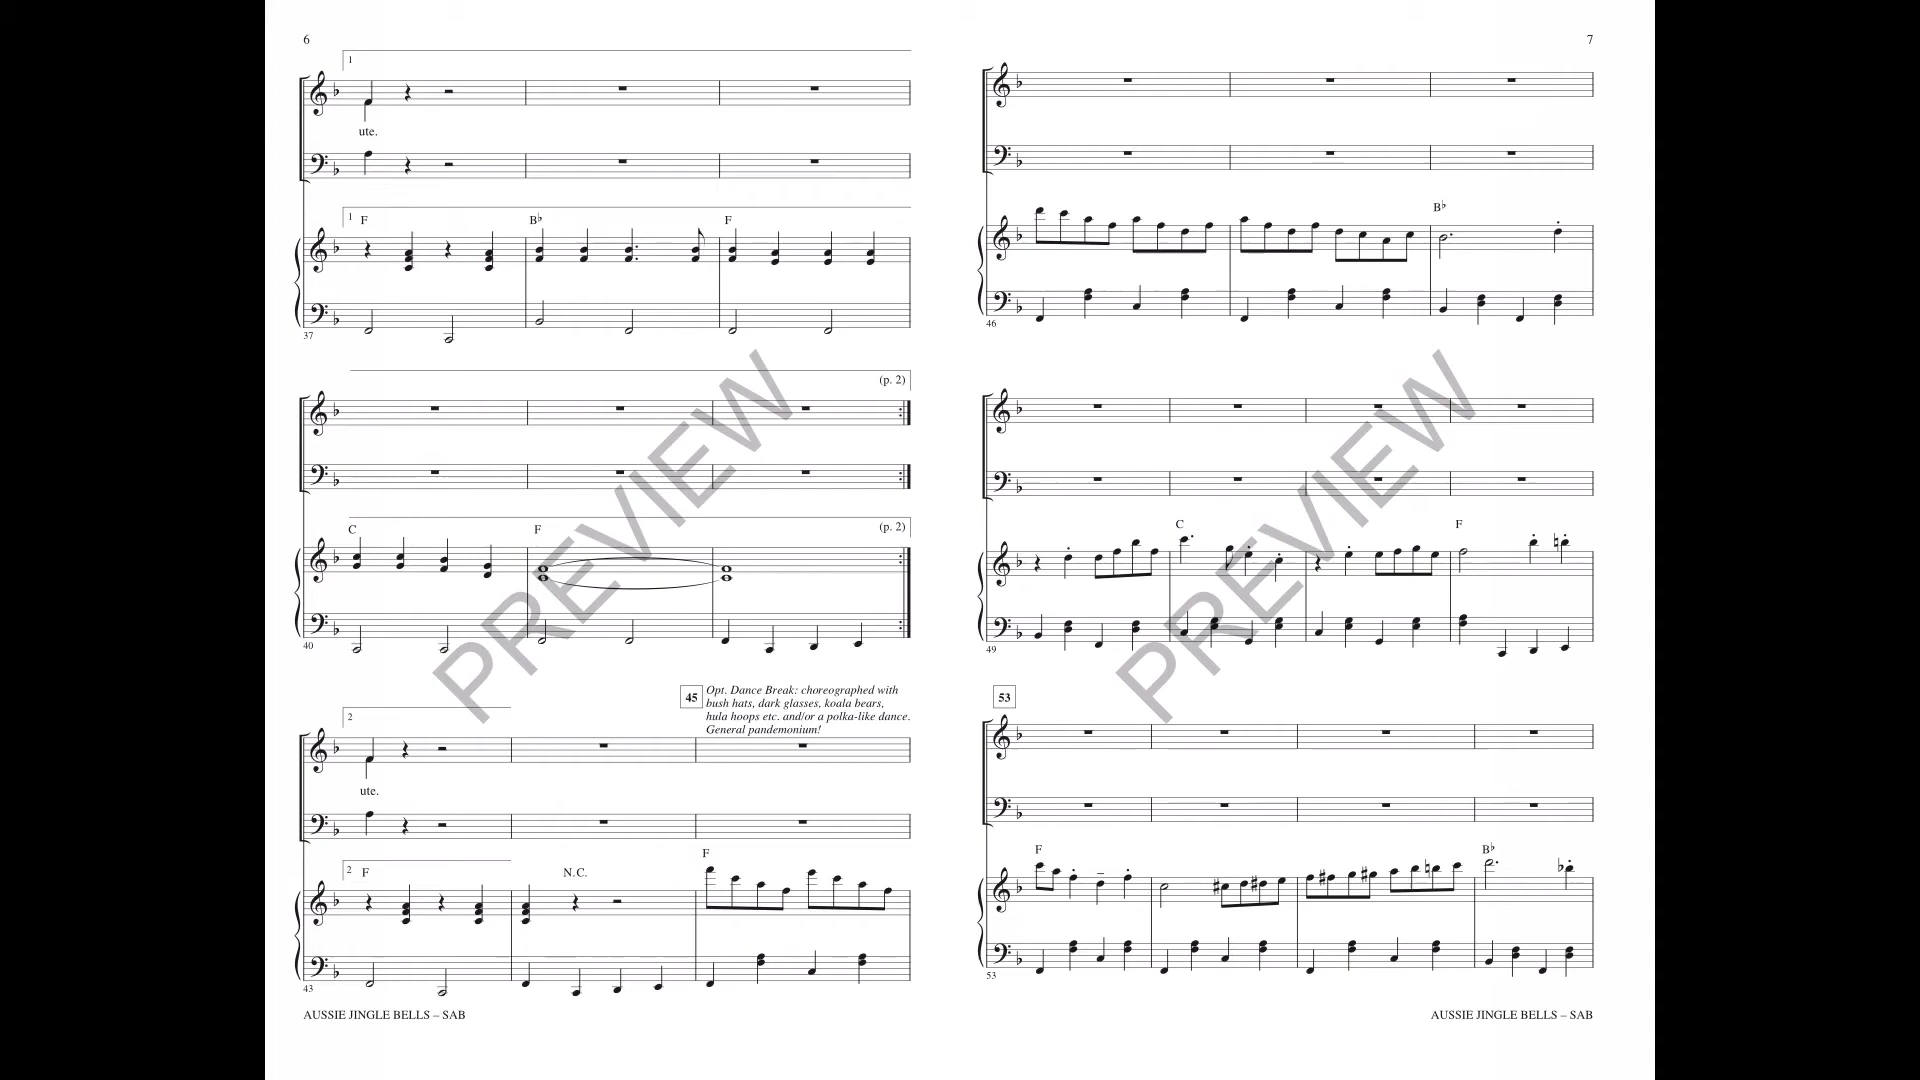 6
1
ute.
1 F B♭ F
37
(p. 2)
C F (p. 2)
40
45 Opt. Dance Break: choreographed with
bush hats, dark glasses, koala bears,
hula hoops etc. and/or a polka-like dance.
General pandemonium!
2
ute.
2 F N.C. F
43
AUSSIE JINGLE BELLS – SAB
PREVIEW
7
B♭
46
C F
49
53
F B♭
53
AUSSIE JINGLE BELLS – SAB
PREVIEW